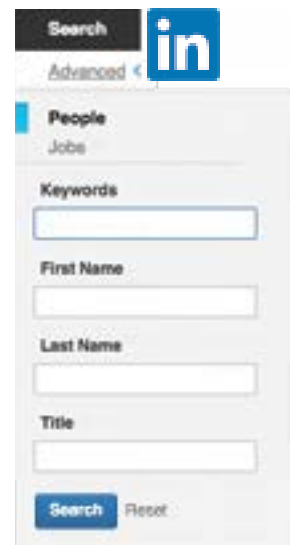 Search
in
Advanced <
People
Jobs
Keywords
First Name
Last Name
Title
Search Reset